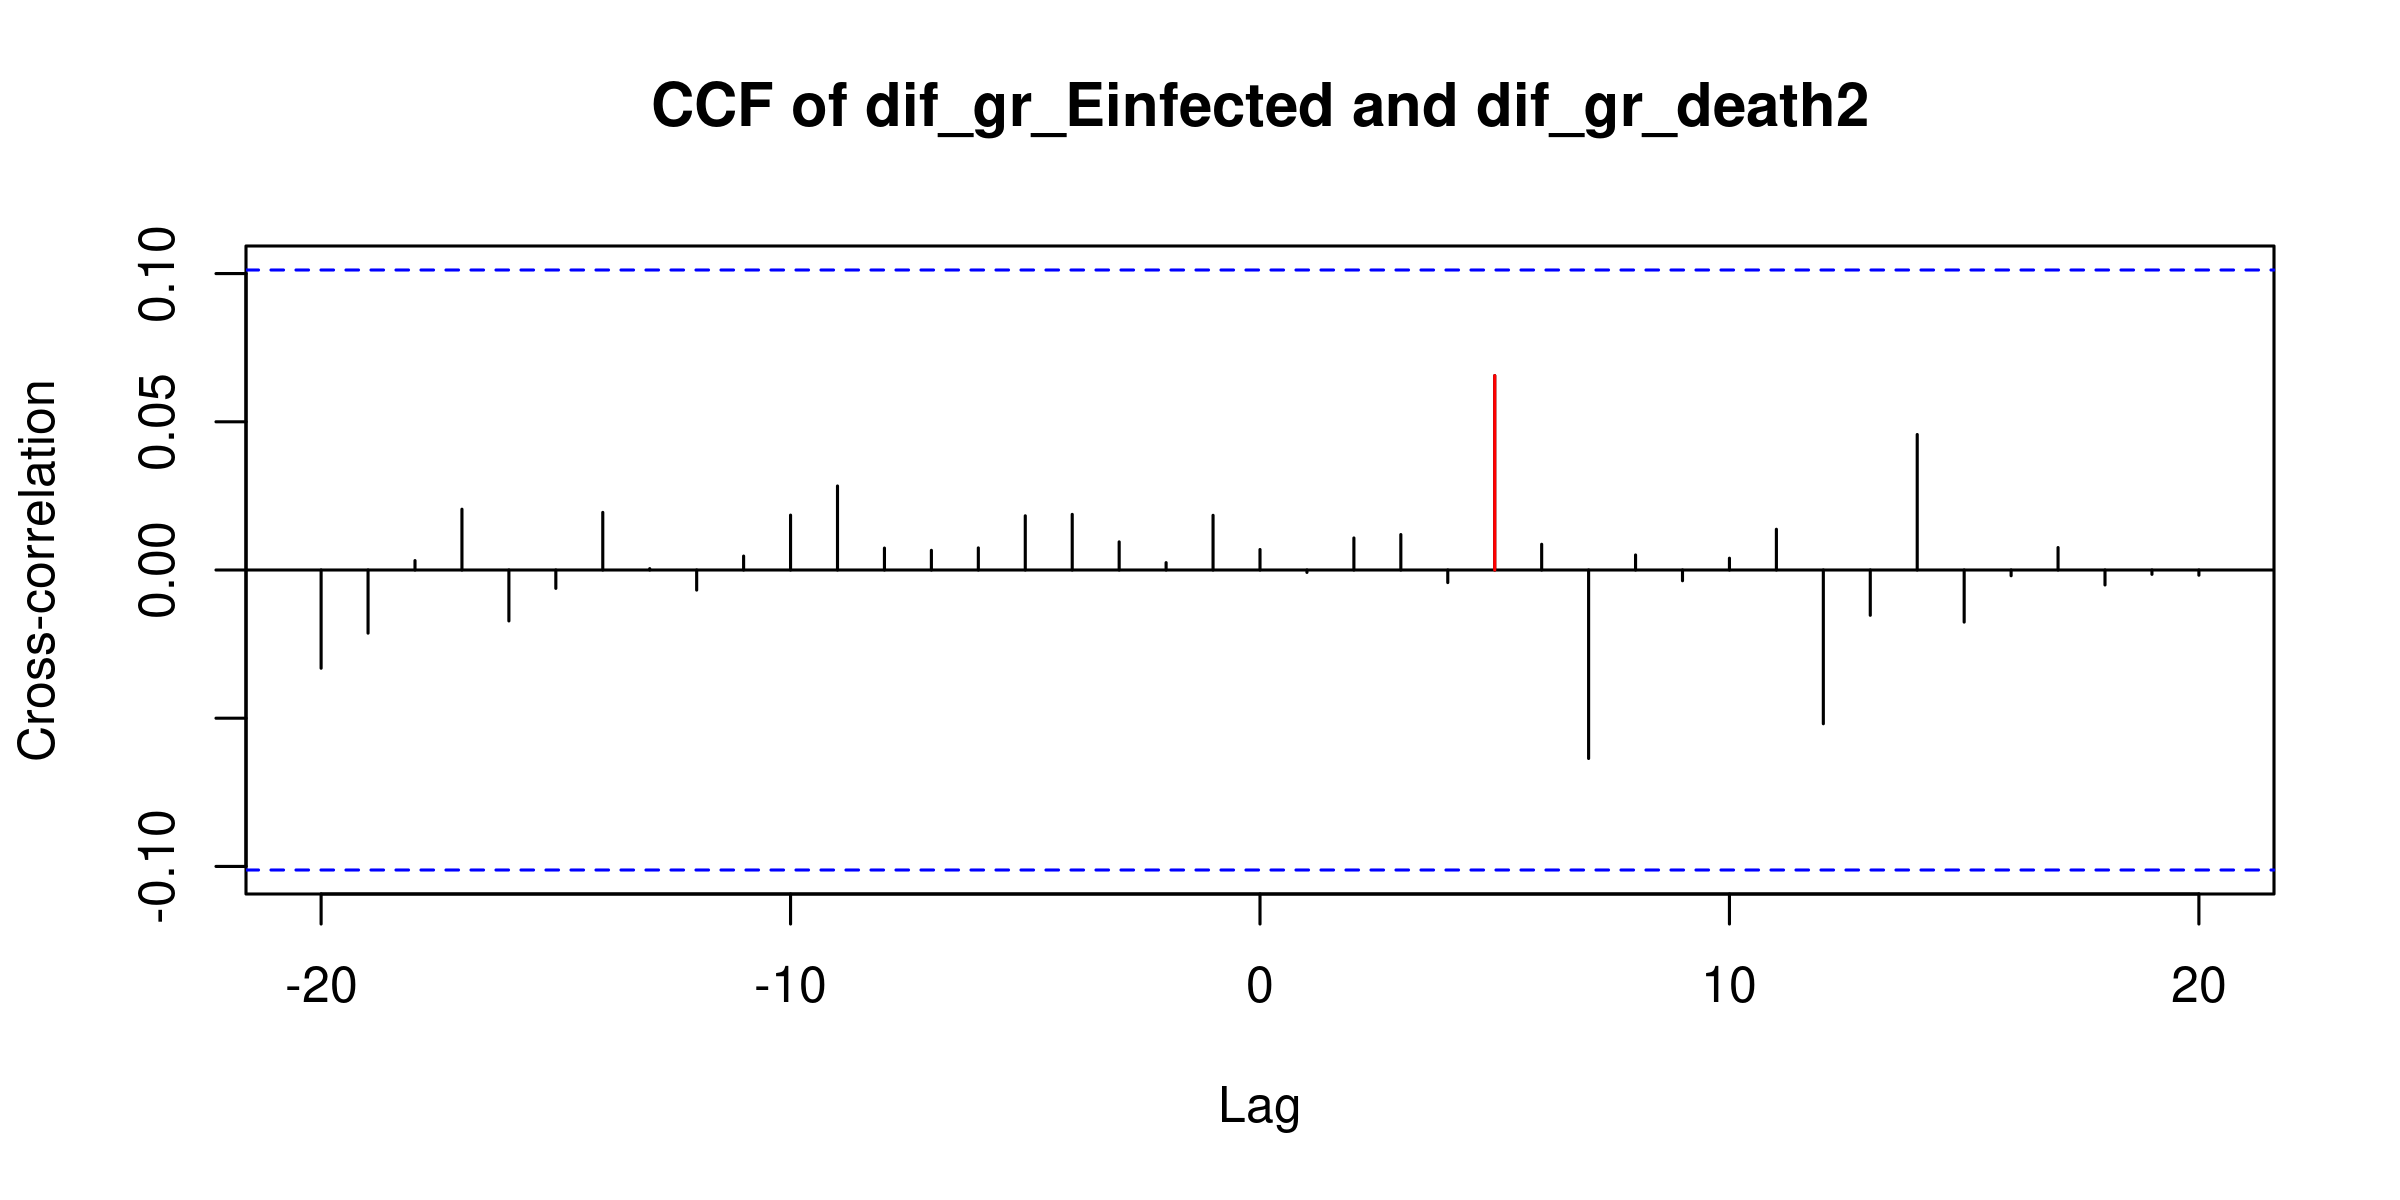 CCF of dif_gr_Einfected and dif_gr_death2
Cross-correlation
0.10
0.05
0.00
-0.10
-20 -10 0 10 20
Lag